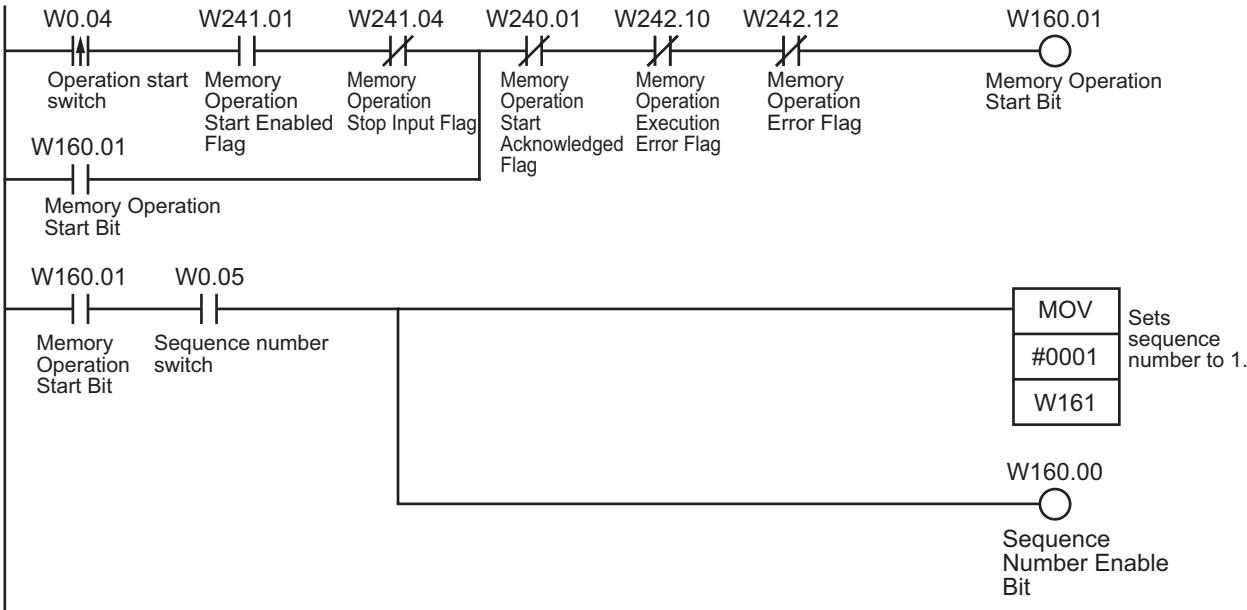 W0.04 W241.01 W241.04 W240.01 W242.10 W242.12 W160.01
Operation start
switch
Memory
Operation
Start Enabled
Flag
Memory
Operation
Stop Input Flag
Memory
Operation
Start
Acknowledged
Flag
Memory
Operation
Execution
Error Flag
Memory
Operation
Error Flag
Memory Operation
Start Bit
W160.01
Memory Operation
Start Bit
W160.01 W0.05
Memory
Operation
Start Bit
Sequence number
switch
MOV
#0001
W161
Sets
sequence
number to 1.
W160.00
Sequence
Number Enable
Bit